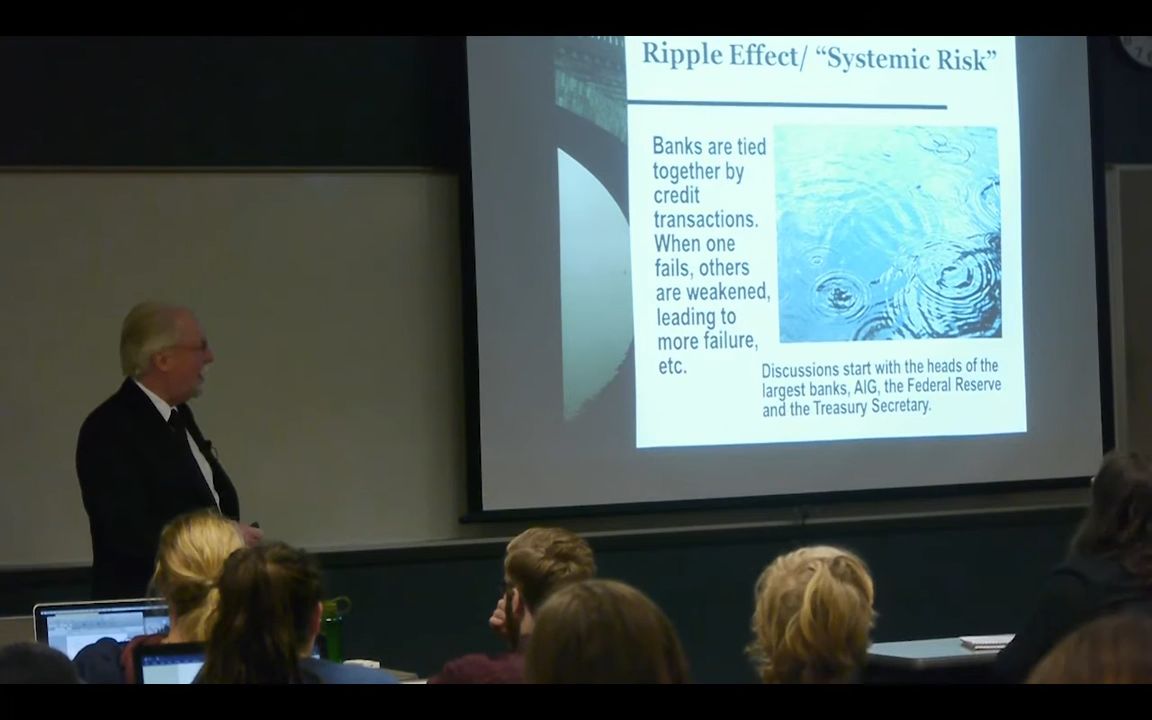 Ripple Effect/ “Systemic Risk”
Banks are tied
together by
credit
transactions.
When one
fails, others
are weakened,
leading to
more failure,
etc.
Discussions start with the heads of the
largest banks, AIG, the Federal Reserve
and the Treasury Secretary.